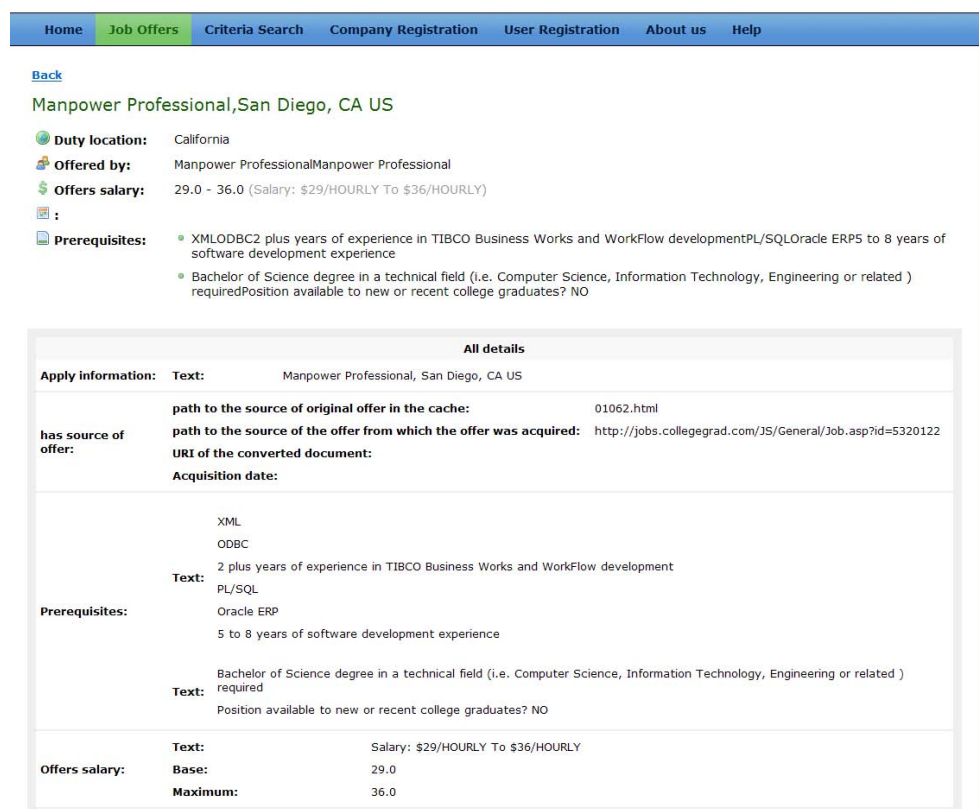 Home Job Offers Criteria Search Company Registration User Registration About us Help
Back
Manpower Professional,San Diego, CA US
Duty location: California
Offered by: Manpower ProfessionalManpower Professional
Offers salary: 29.0 - 36.0 (Salary: $29/HOURLY To $36/HOURLY)
:
Prerequisites: XMLODBC2 plus years of experience in TIBCO Business Works and WorkFlow developmentPL/SQLOracle ERP5 to 8 years of
software development experience
Bachelor of Science degree in a technical field (i.e. Computer Science, Information Technology, Engineering or related )
requiredPosition available to new or recent college graduates? NO
All details
Apply information: Text: Manpower Professional, San Diego, CA US
has source of offer:
path to the source of original offer in the cache: 01062.html
path to the source of the offer from which the offer was acquired: http://jobs.collegegrad.com/JS/General/Job.asp?id=5320122
URI of the converted document:
Acquisition date:
Prerequisites:
Text:
XML
ODBC
2 plus years of experience in TIBCO Business Works and WorkFlow development
PL/SQL
Oracle ERP
5 to 8 years of software development experience
Text:
Bachelor of Science degree in a technical field (i.e. Computer Science, Information Technology, Engineering or related )
required
Position available to new or recent college graduates? NO
Offers salary:
Text: Salary: $29/HOURLY To $36/HOURLY
Base: 29.0
Maximum: 36.0